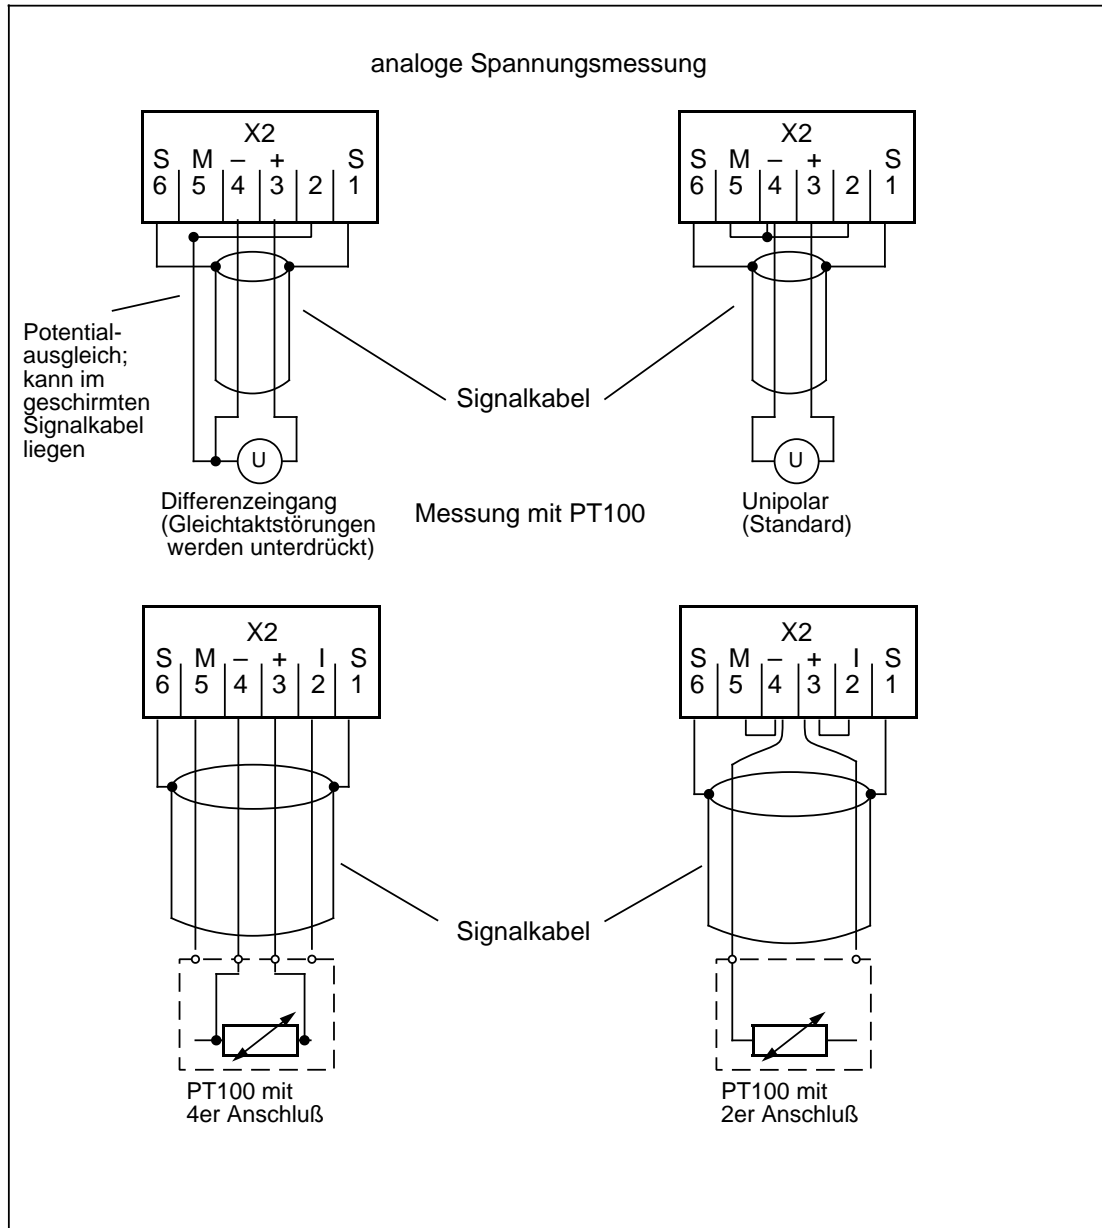 analoge Spannungsmessung
X2
S M – + S
6 5 4 3 2 1
X2
S M – + S
6 5 4 3 2 1
Potential-
ausgleich;
kann im
geschirmten
Signalkabel
liegen
Signalkabel
U
U
Differenzeingang
(Gleichtaktstörungen
werden unterdrückt)
Unipolar
(Standard)
Messung mit PT100
X2
S M – + I S
6 5 4 3 2 1
X2
S M – + I S
6 5 4 3 2 1
Signalkabel
PT100 mit
4er Anschluß
PT100 mit
2er Anschluß